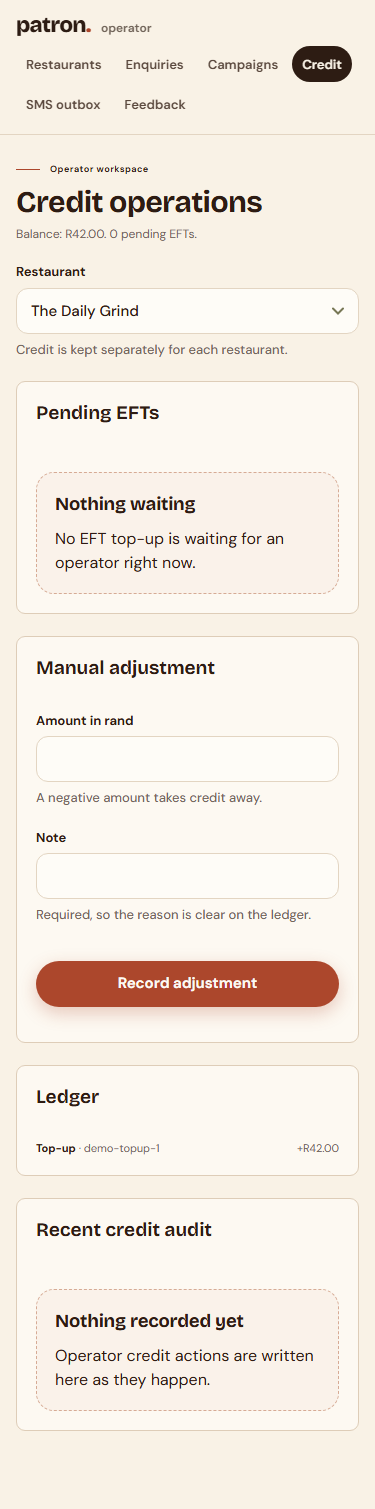 patron. operator
Restaurants Enquiries Campaigns Credit
SMS outbox Feedback
Operator workspace
Credit operations
Balance: R42.00. 0 pending EFTs.
Restaurant
The Daily Grind
Credit is kept separately for each restaurant.
Pending EFTs
Nothing waiting
No EFT top-up is waiting for an
operator right now.
Manual adjustment
Amount in rand
A negative amount takes credit away.
Note
Required, so the reason is clear on the ledger.
Record adjustment
Ledger
Top-up · demo-topup-1 +R42.00
Recent credit audit
Nothing recorded yet
Operator credit actions are written
here as they happen.